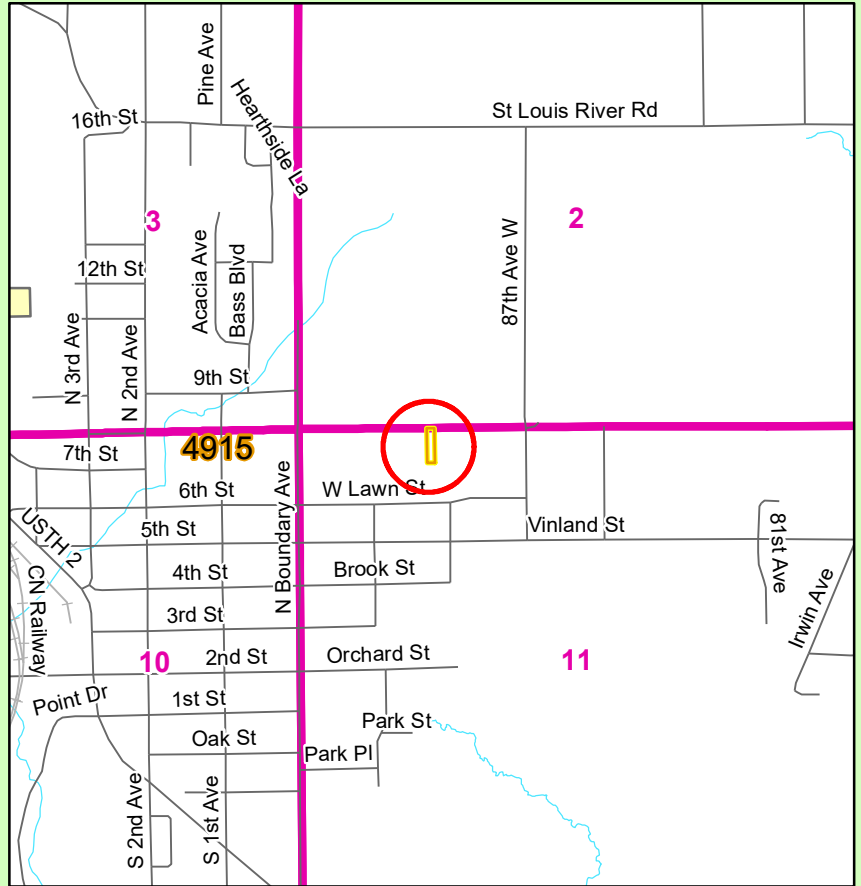 Pine Ave
Hearthside La
16th St
St Louis River Rd
3
2
12th St
Acacia Ave
Bass Blvd
87th Ave W
N 3rd Ave
N 2nd Ave
9th St
4915
7th St
6th St
W Lawn St
N Boundary Ave
USTH 2
5th St
Vinland St
81st Ave
CN Railway
4th St
Brook St
Irwin Ave
3rd St
10
2nd St
Orchard St
11
Point Dr
1st St
Park St
Oak St
Park Pl
S 2nd Ave
S 1st Ave